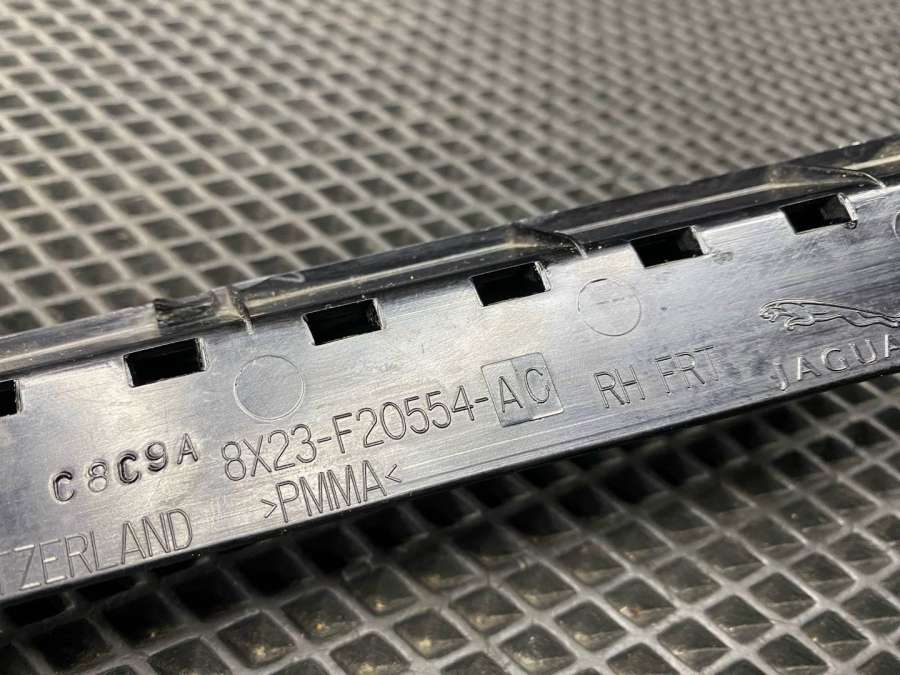 C8C9A 8X23-F20554-AC RH FRT JAGUA
TZERLAND >PMMA<